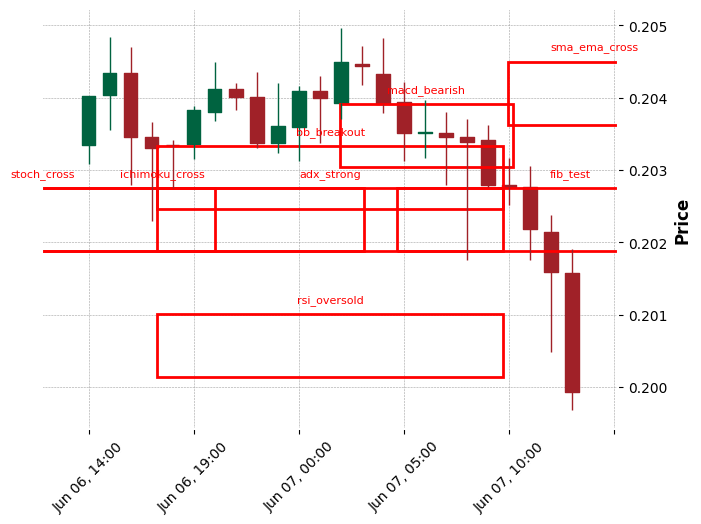 0.205
sma_ema_cross
0.204
macd_bearish
bb_breakout
0.203
stoch_cross
ichimoku_cross
adx_strong
fib_test
Price
0.202
0.201
rsi_oversold
0.200
Jun 06, 14:00
Jun 06, 19:00
Jun 07, 00:00
Jun 07, 05:00
Jun 07, 10:00